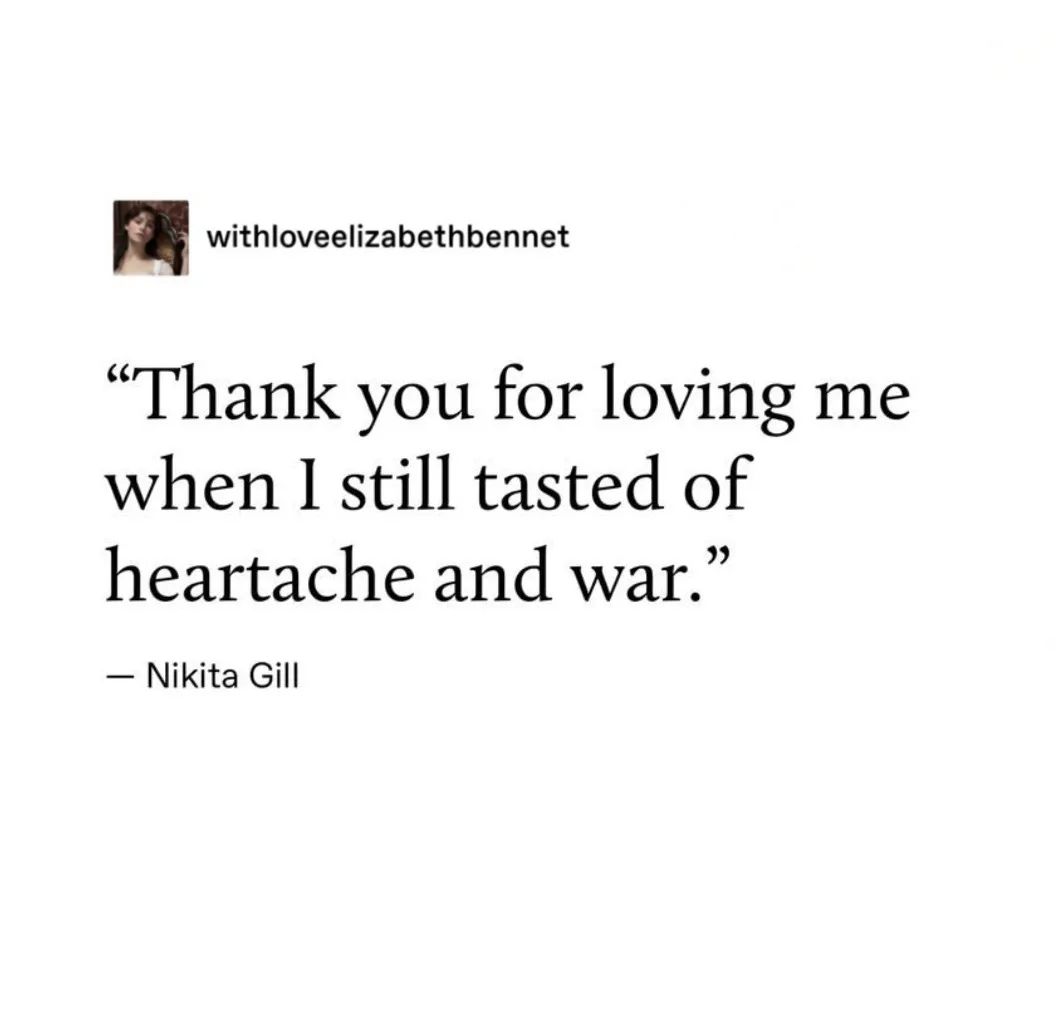 withloveelizabethbennet
“Thank you for loving me
when I still tasted of
heartache and war.”
— Nikita Gill